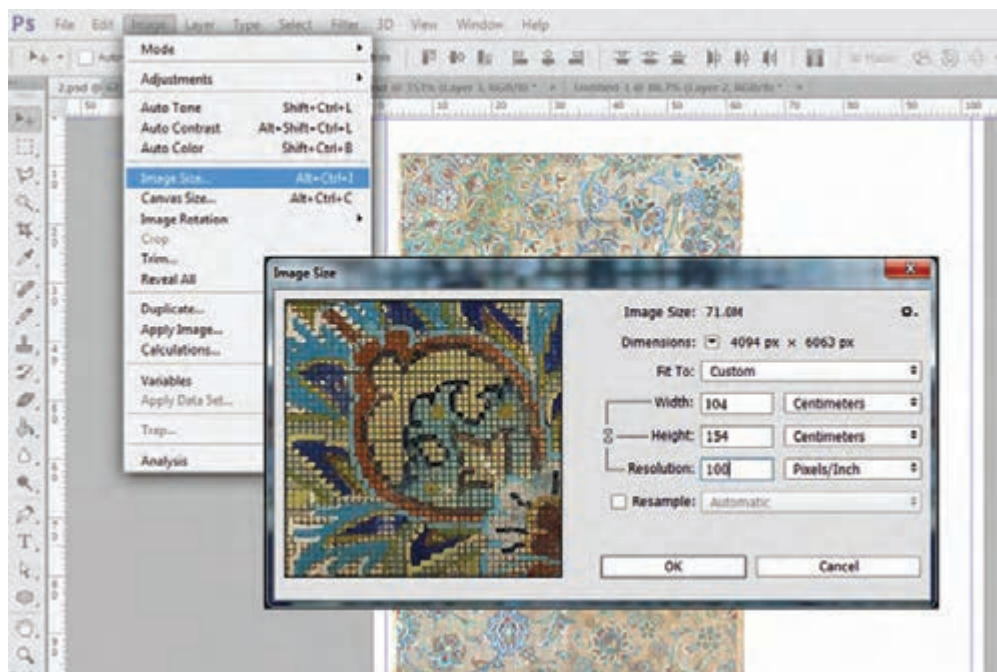 Ps File Edit Image Layer Type Select Filter 3D View Window Help
Mode
Adjustments
Auto Tone Shift+Ctrl+L
Auto Contrast Alt+Shift+Ctrl+L
Auto Color Shift+Ctrl+B
Image Size... Alt+Ctrl+I
Canvas Size... Alt+Ctrl+C
Image Rotation
Crop
Trim...
Reveal All
Duplicate...
Apply Image...
Calculations...
Variables
Apply Data Set...
Trap...
Analysis
Image Size
Image Size: 71.0M
Dimensions: 4094 px × 6063 px
Fit To: Custom
Width: 104 Centimeters
Height: 154 Centimeters
Resolution: 100 Pixels/Inch
Resample: Automatic
OK Cancel